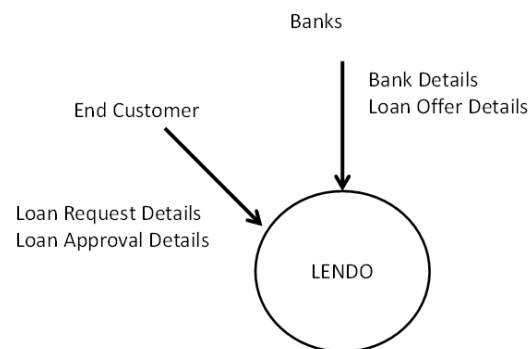 Banks
Bank Details
Loan Offer Details
End Customer
Loan Request Details
Loan Approval Details
LENDO